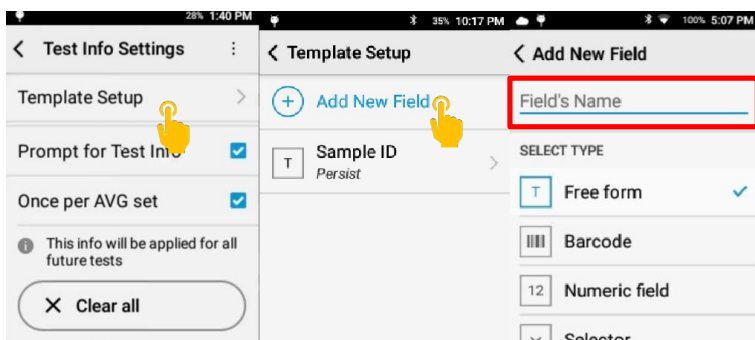 28% 1:40 PM
Test Info Settings
Template Setup
Prompt for Test Info
Once per AVG set
This info will be applied for all
future tests
Clear all
35% 10:17 PM
Template Setup
Add New Field
T
Sample ID
Persist
100% 5:07 PM
Add New Field
Field's Name
SELECT TYPE
T
Free form
Barcode
12
Numeric field
Selector